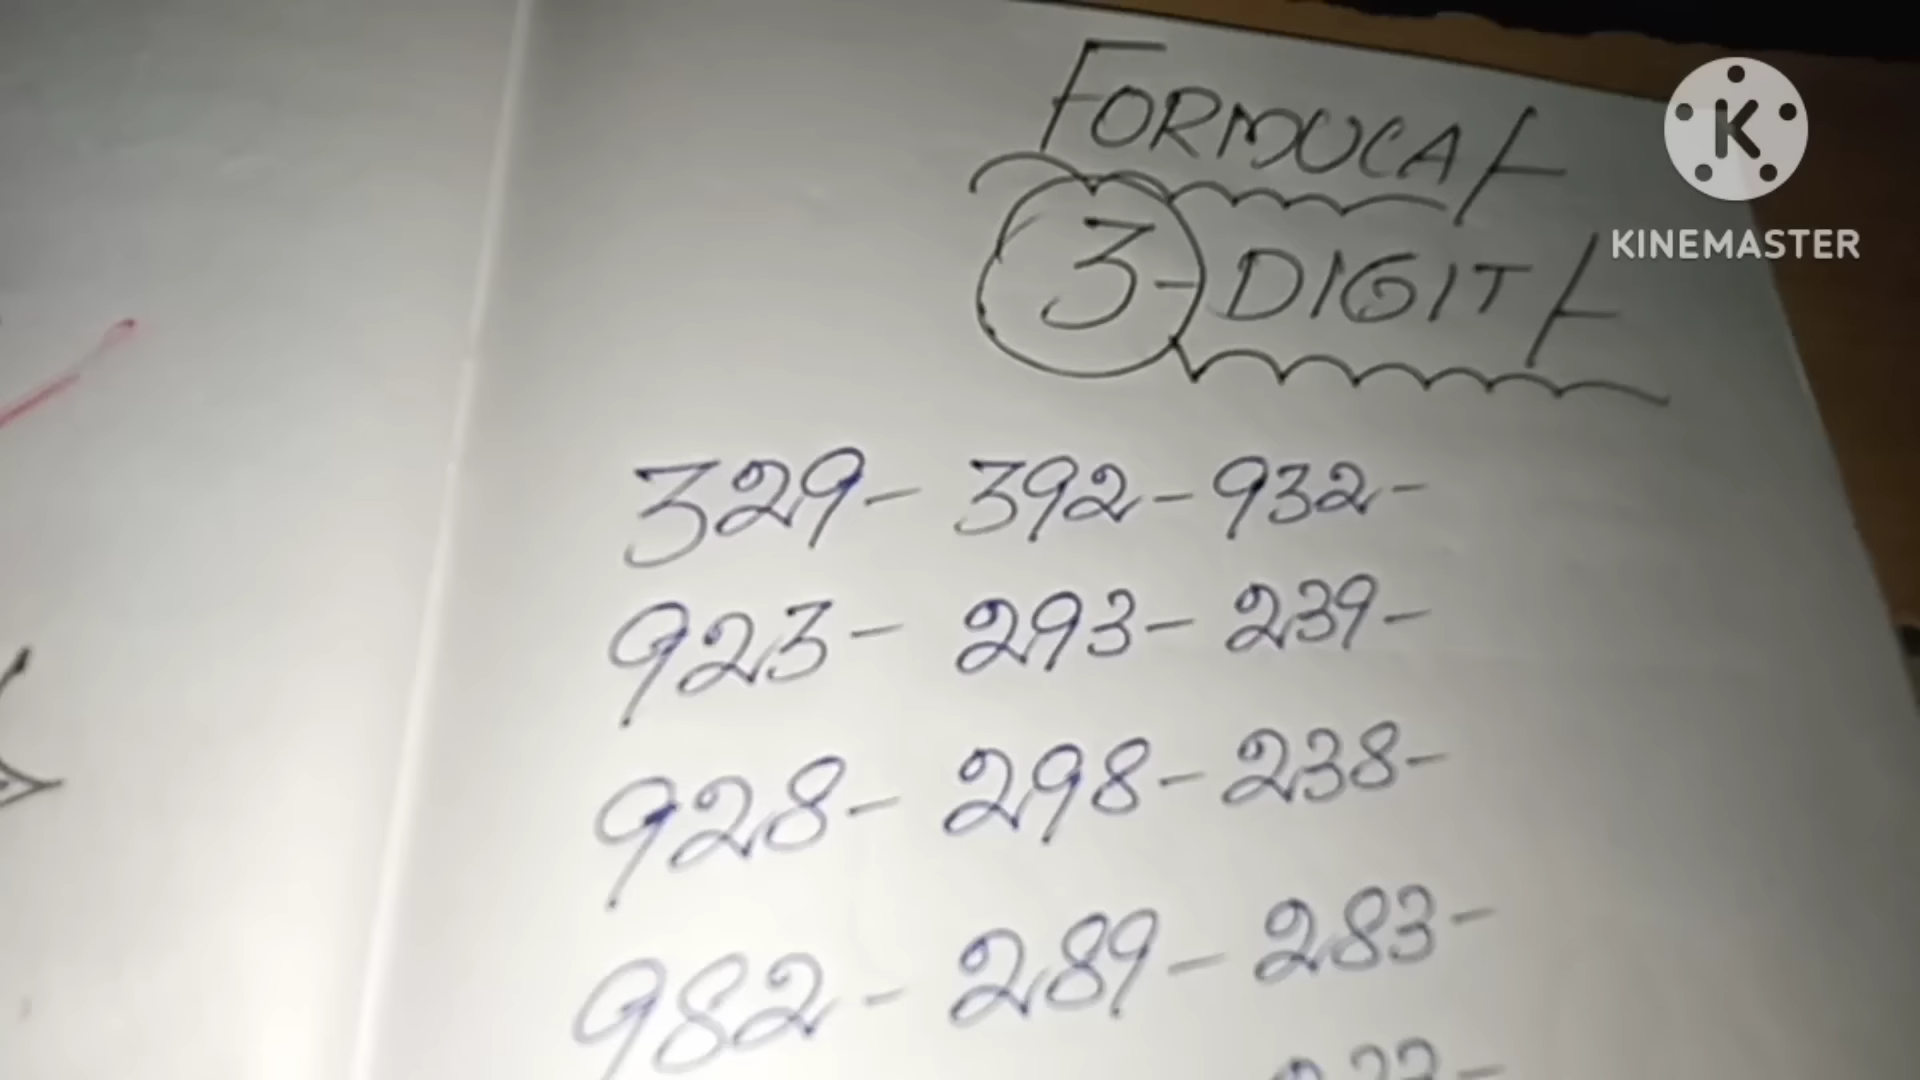 FORMULA
3-DIGIT
KINEMASTER
329- 392-932-
923- 293-239-
928- 298-238-
982- 289-283-